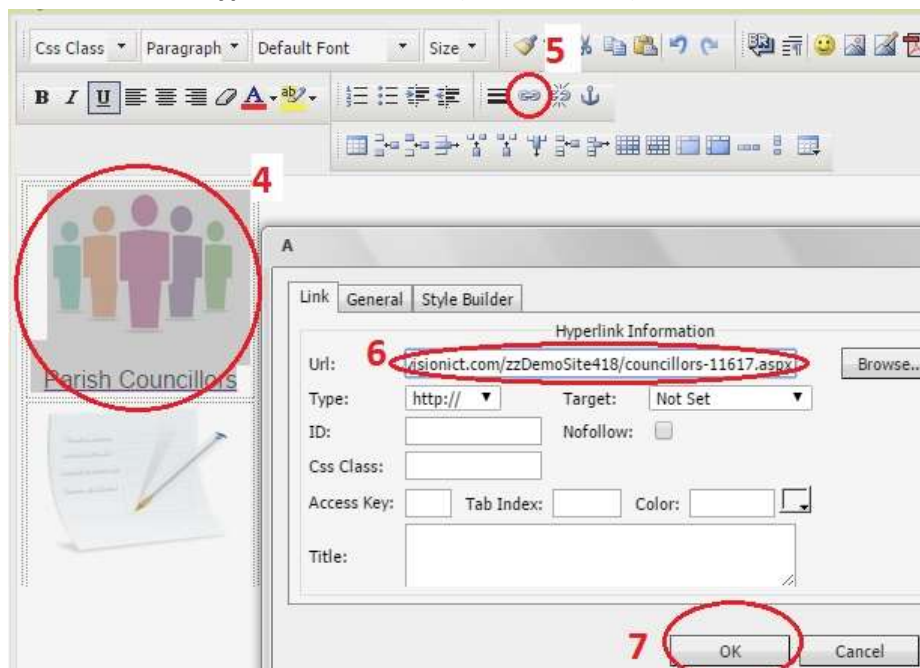 Css Class Paragraph Default Font Size
5
B I U A ab
4
Parish Councillors
A
Link General Style Builder
Hyperlink Information
6
Url: visionict.com/zzDemoSite418/councillors-11617.aspx Browse...
Type: http:// Target: Not Set
ID: Nofollow:
Css Class:
Access Key: Tab Index: Color:
Title:
7 OK Cancel